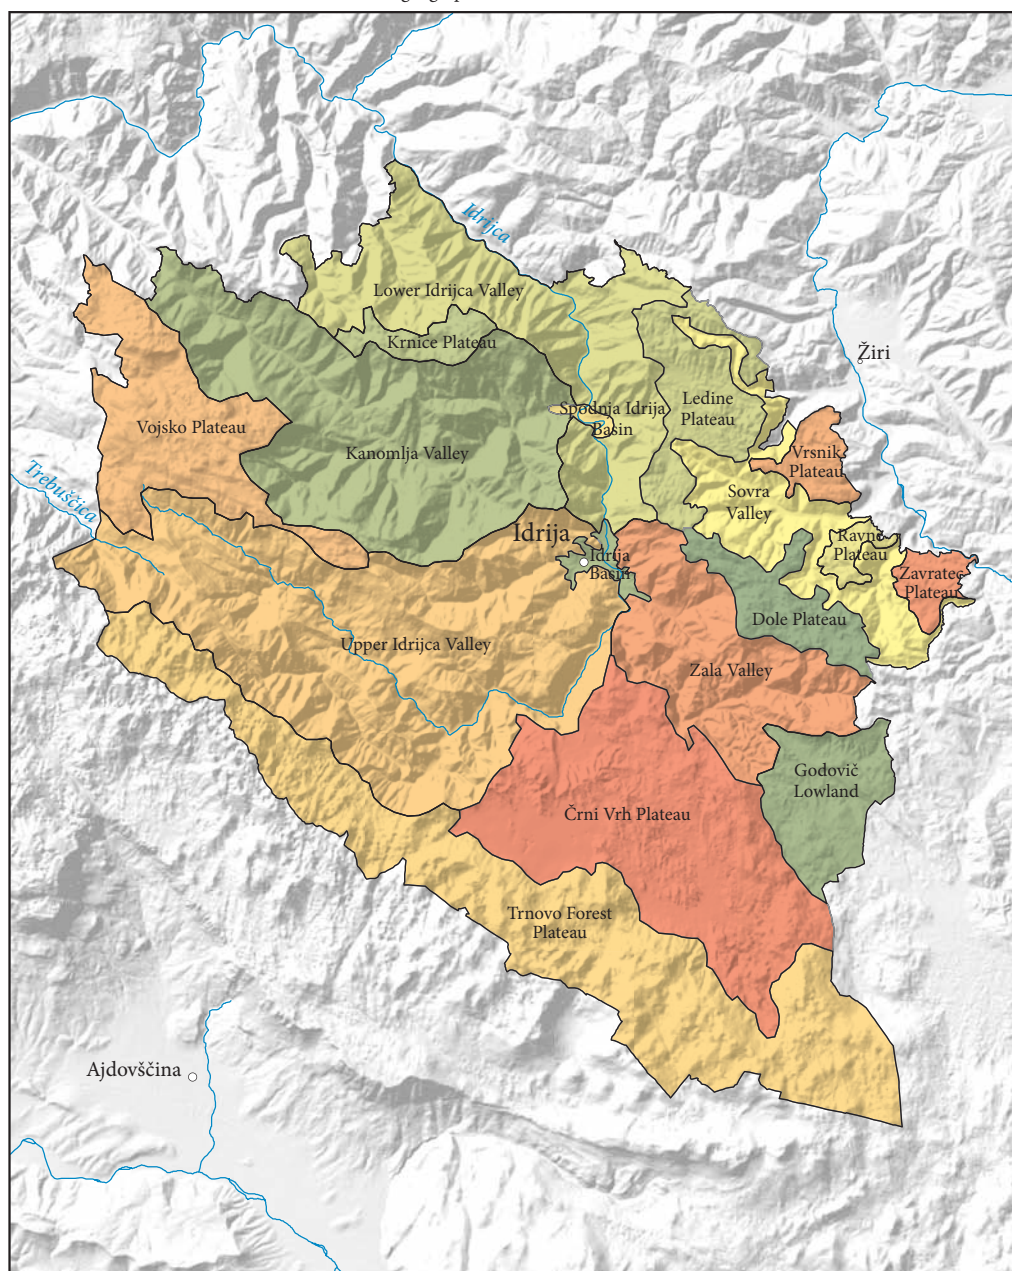 Idrijca
Lower Idrijca Valley
Krnice Plateau
Žiri
Ledine
Plateau
Spodnja Idrija
Basin
Vojsko Plateau
Kanomlja Valley
Vrsnik
Plateau
Trebuščica
Sovra
Valley
Idrija
Ravne
Plateau
Idrija
Basin
Zavratec
Plateau
Dole Plateau
Upper Idrijca Valley
Zala Valley
Godovič
Lowland
Črni Vrh Plateau
Trnovo Forest
Plateau
Ajdovščina